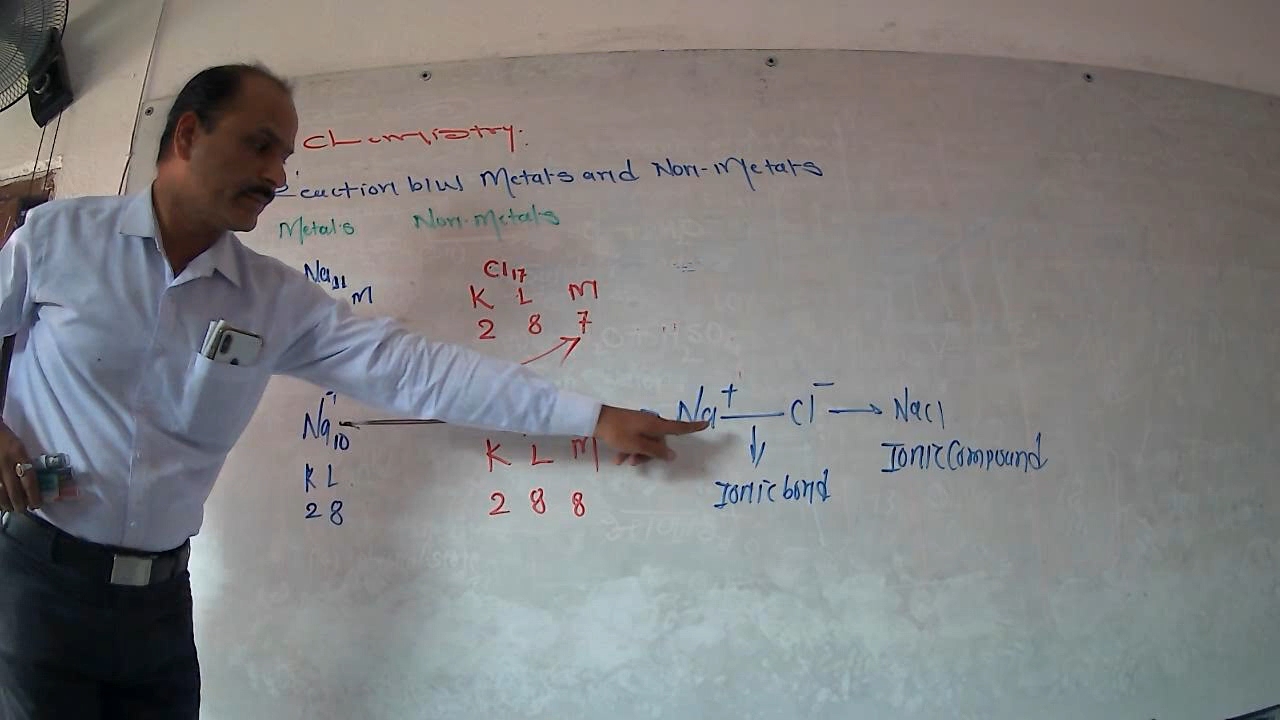 Chemistry.
Reaction b/w Metals and Non-Metals
Metals Non-Metals
Na11 Cl17
M K L M
2 8 7
Na10 Na+ — Cl- → NaCl
K L K L M Ionic Compound
2 8 2 8 8 Ionic bond